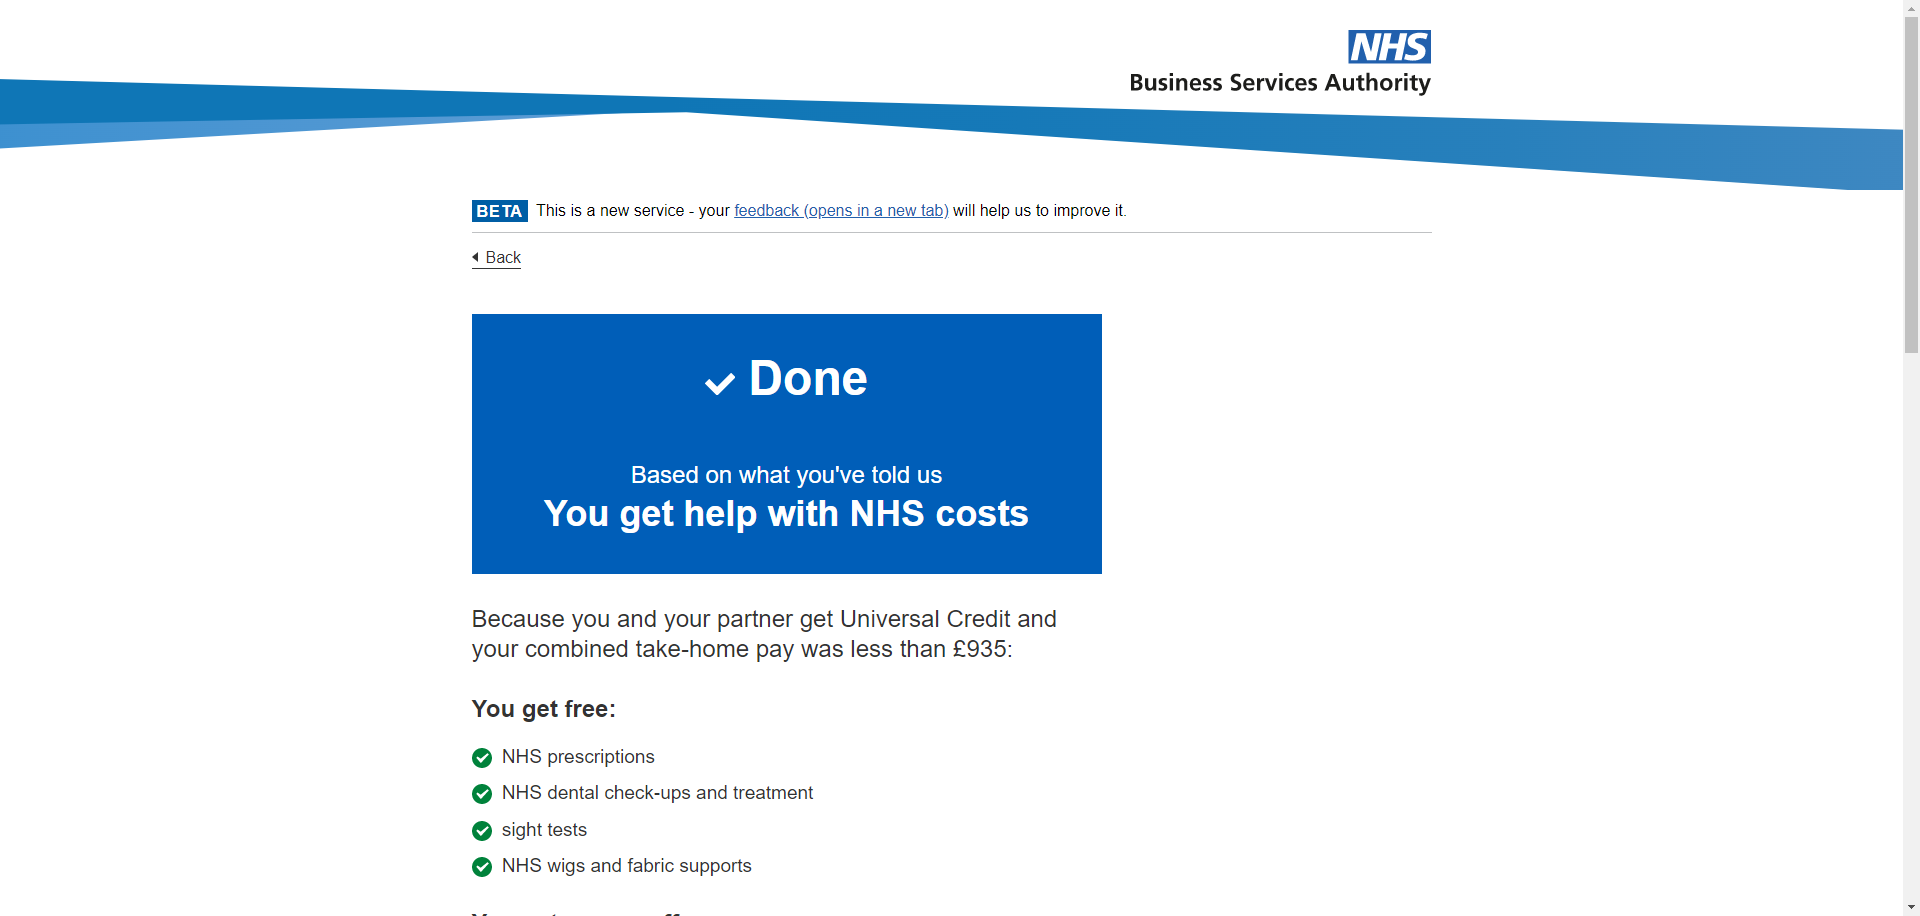 NHS
Business Services Authority
BETA This is a new service - your feedback (opens in a new tab) will help us to improve it.
Back
Done
Based on what you've told us
You get help with NHS costs
Because you and your partner get Universal Credit and
your combined take-home pay was less than £935:
You get free:
NHS prescriptions
NHS dental check-ups and treatment
sight tests
NHS wigs and fabric supports